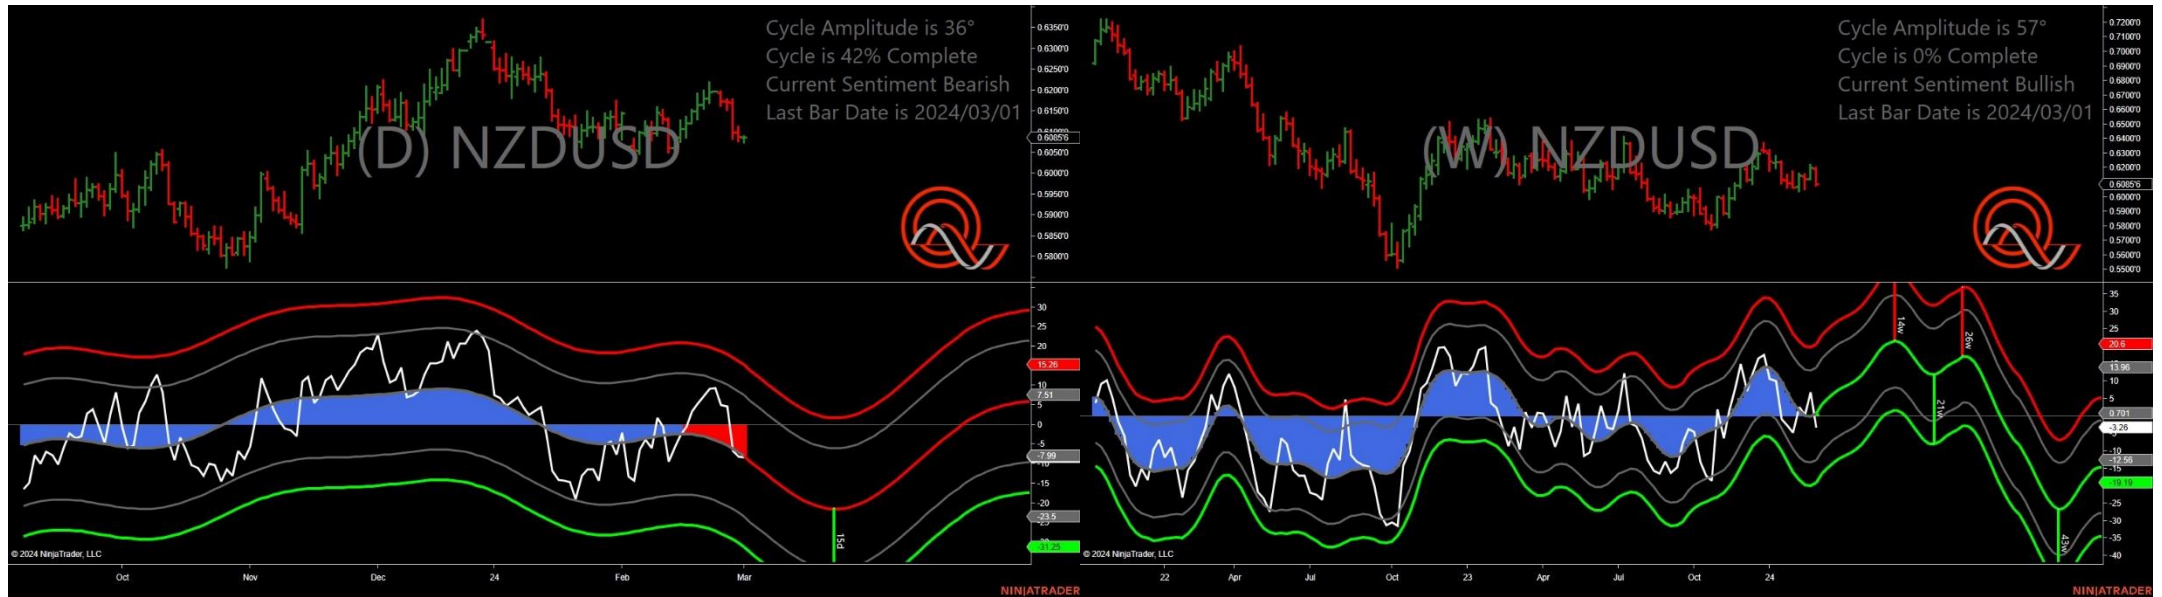 Cycle Amplitude is 36°
Cycle is 42% Complete
Current Sentiment Bearish
Last Bar Date is 2024/03/01
(D) NZDUSD
0.6350'0
0.6300'0
0.6250'0
0.6200'0
0.6150'0
0.6085'6
0.6050'0
0.6000'0
0.5950'0
0.5900'0
0.5850'0
0.5800'0
30
25
20
15.26
10
7.51
5
0
-5
-7.99
-10
-15
-20
-23.5
-31.25
15d
© 2024 NinjaTrader, LLC
Oct
Nov
Dec
24
Feb
Mar
NINJATRADER
Cycle Amplitude is 57°
Cycle is 0% Complete
Current Sentiment Bullish
Last Bar Date is 2024/03/01
(W) NZDUSD
0.7200'0
0.7100'0
0.7000'0
0.6900'0
0.6800'0
0.6700'0
0.6600'0
0.6500'0
0.6400'0
0.6300'0
0.6200'0
0.6085'6
0.6000'0
0.5900'0
0.5800'0
0.5700'0
0.5600'0
0.5500'0
35
30
25
20.6
13.96
10
5
0.701
-3.26
-12.56
-15
-19.19
-25
-30
-35
-40
14w
26w
21w
43w
© 2024 NinjaTrader, LLC
22
Apr
Jul
Oct
23
Apr
Jul
Oct
24
NINJATRADER